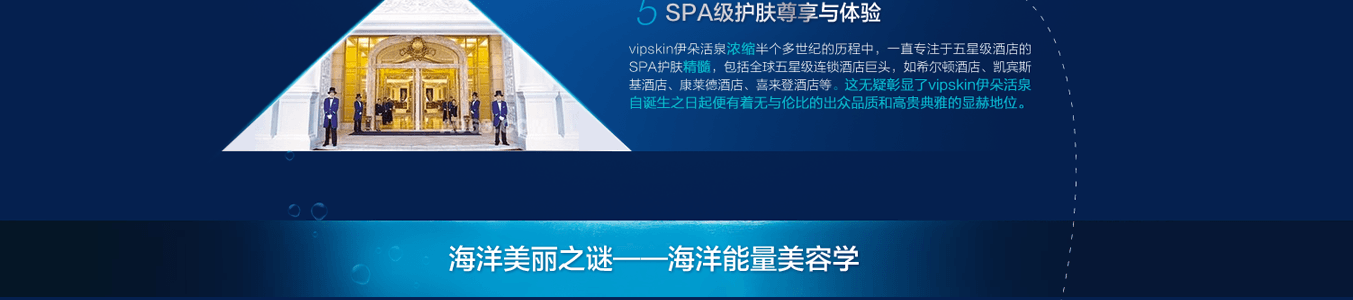 5 SPA级护肤尊享与体验
vipskin伊朵活泉浓缩半个多世纪的历程中，一直专注于五星级酒店的
SPA护肤精髓，包括全球五星级连锁酒店巨头，如希尔顿酒店、凯宾斯
基酒店、康莱德酒店、喜来登酒店等。这无疑彰显了vipskin伊朵活泉
自诞生之日起便有着无与伦比的出众品质和高贵典雅的显赫地位。
海洋美丽之谜——海洋能量美容学